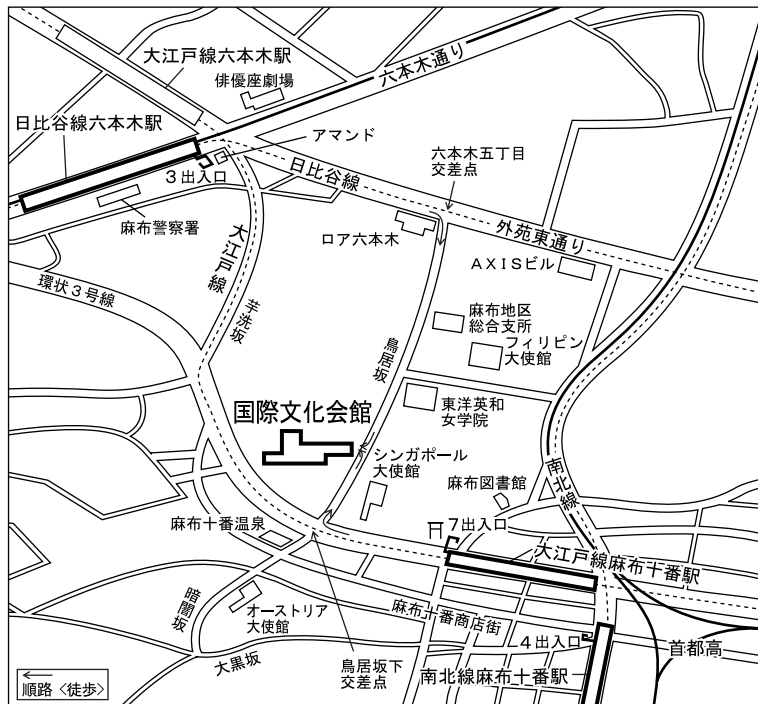 大江戸線六本木駅
俳優座劇場
六本木通り
日比谷線六本木駅
アマンド
3出入口
日比谷線
六本木五丁目
交差点
麻布警察署
大江戸線
ロア六本木
外苑東通り
AXISビル
環状3号線
芋洗坂
鳥居坂
麻布地区
総合支所
フィリピン
大使館
国際文化会館
東洋英和
女学院
シンガポール
大使館
南北線
麻布図書館
麻布十番温泉
7出入口
大江戸線麻布十番駅
暗闇坂
オーストリア
大使館
麻布十番商店街
大黒坂
鳥居坂下
交差点
4出入口
首都高
南北線麻布十番駅
順路〈徒歩〉